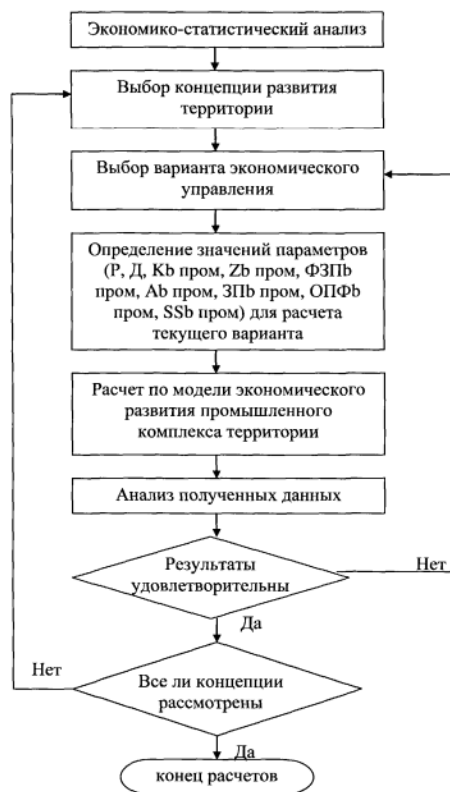 Экономико-статистический анализ
Выбор концепции развития
территории
Выбор варианта экономического
управления
Определение значений параметров
(Р, Д, Kb пром, Zb пром, ФЗПb
пром, Ab пром, ЗПb пром, ОПФb
пром, SSb пром) для расчета
текущего варианта
Расчет по модели экономического
развития промышленного
комплекса территории
Анализ полученных данных
Результаты
удовлетворительны
Нет
Да
Нет
Все ли концепции
рассмотрены
Да
конец расчетов